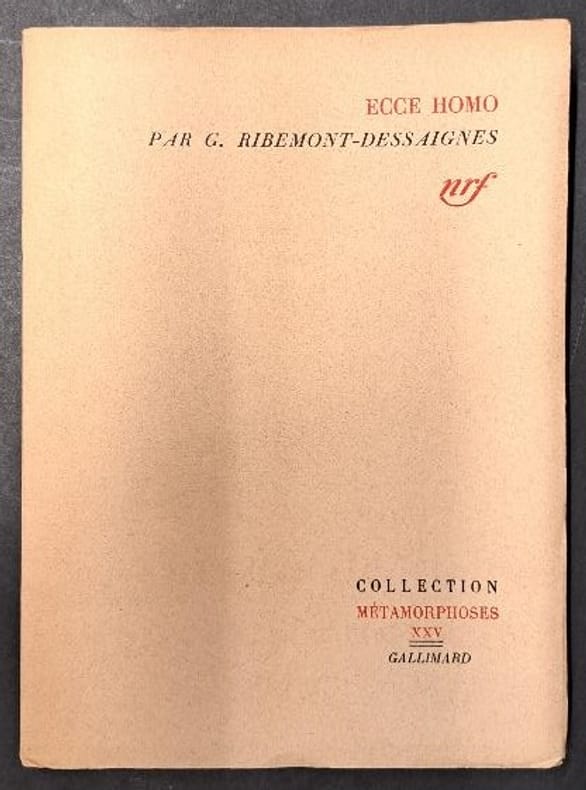 ECCE HOMO
PAR G. RIBEMONT-DESSAIGNES
nrf
COLLECTION
MÉTAMORPHOSES
XXV
GALLIMARD